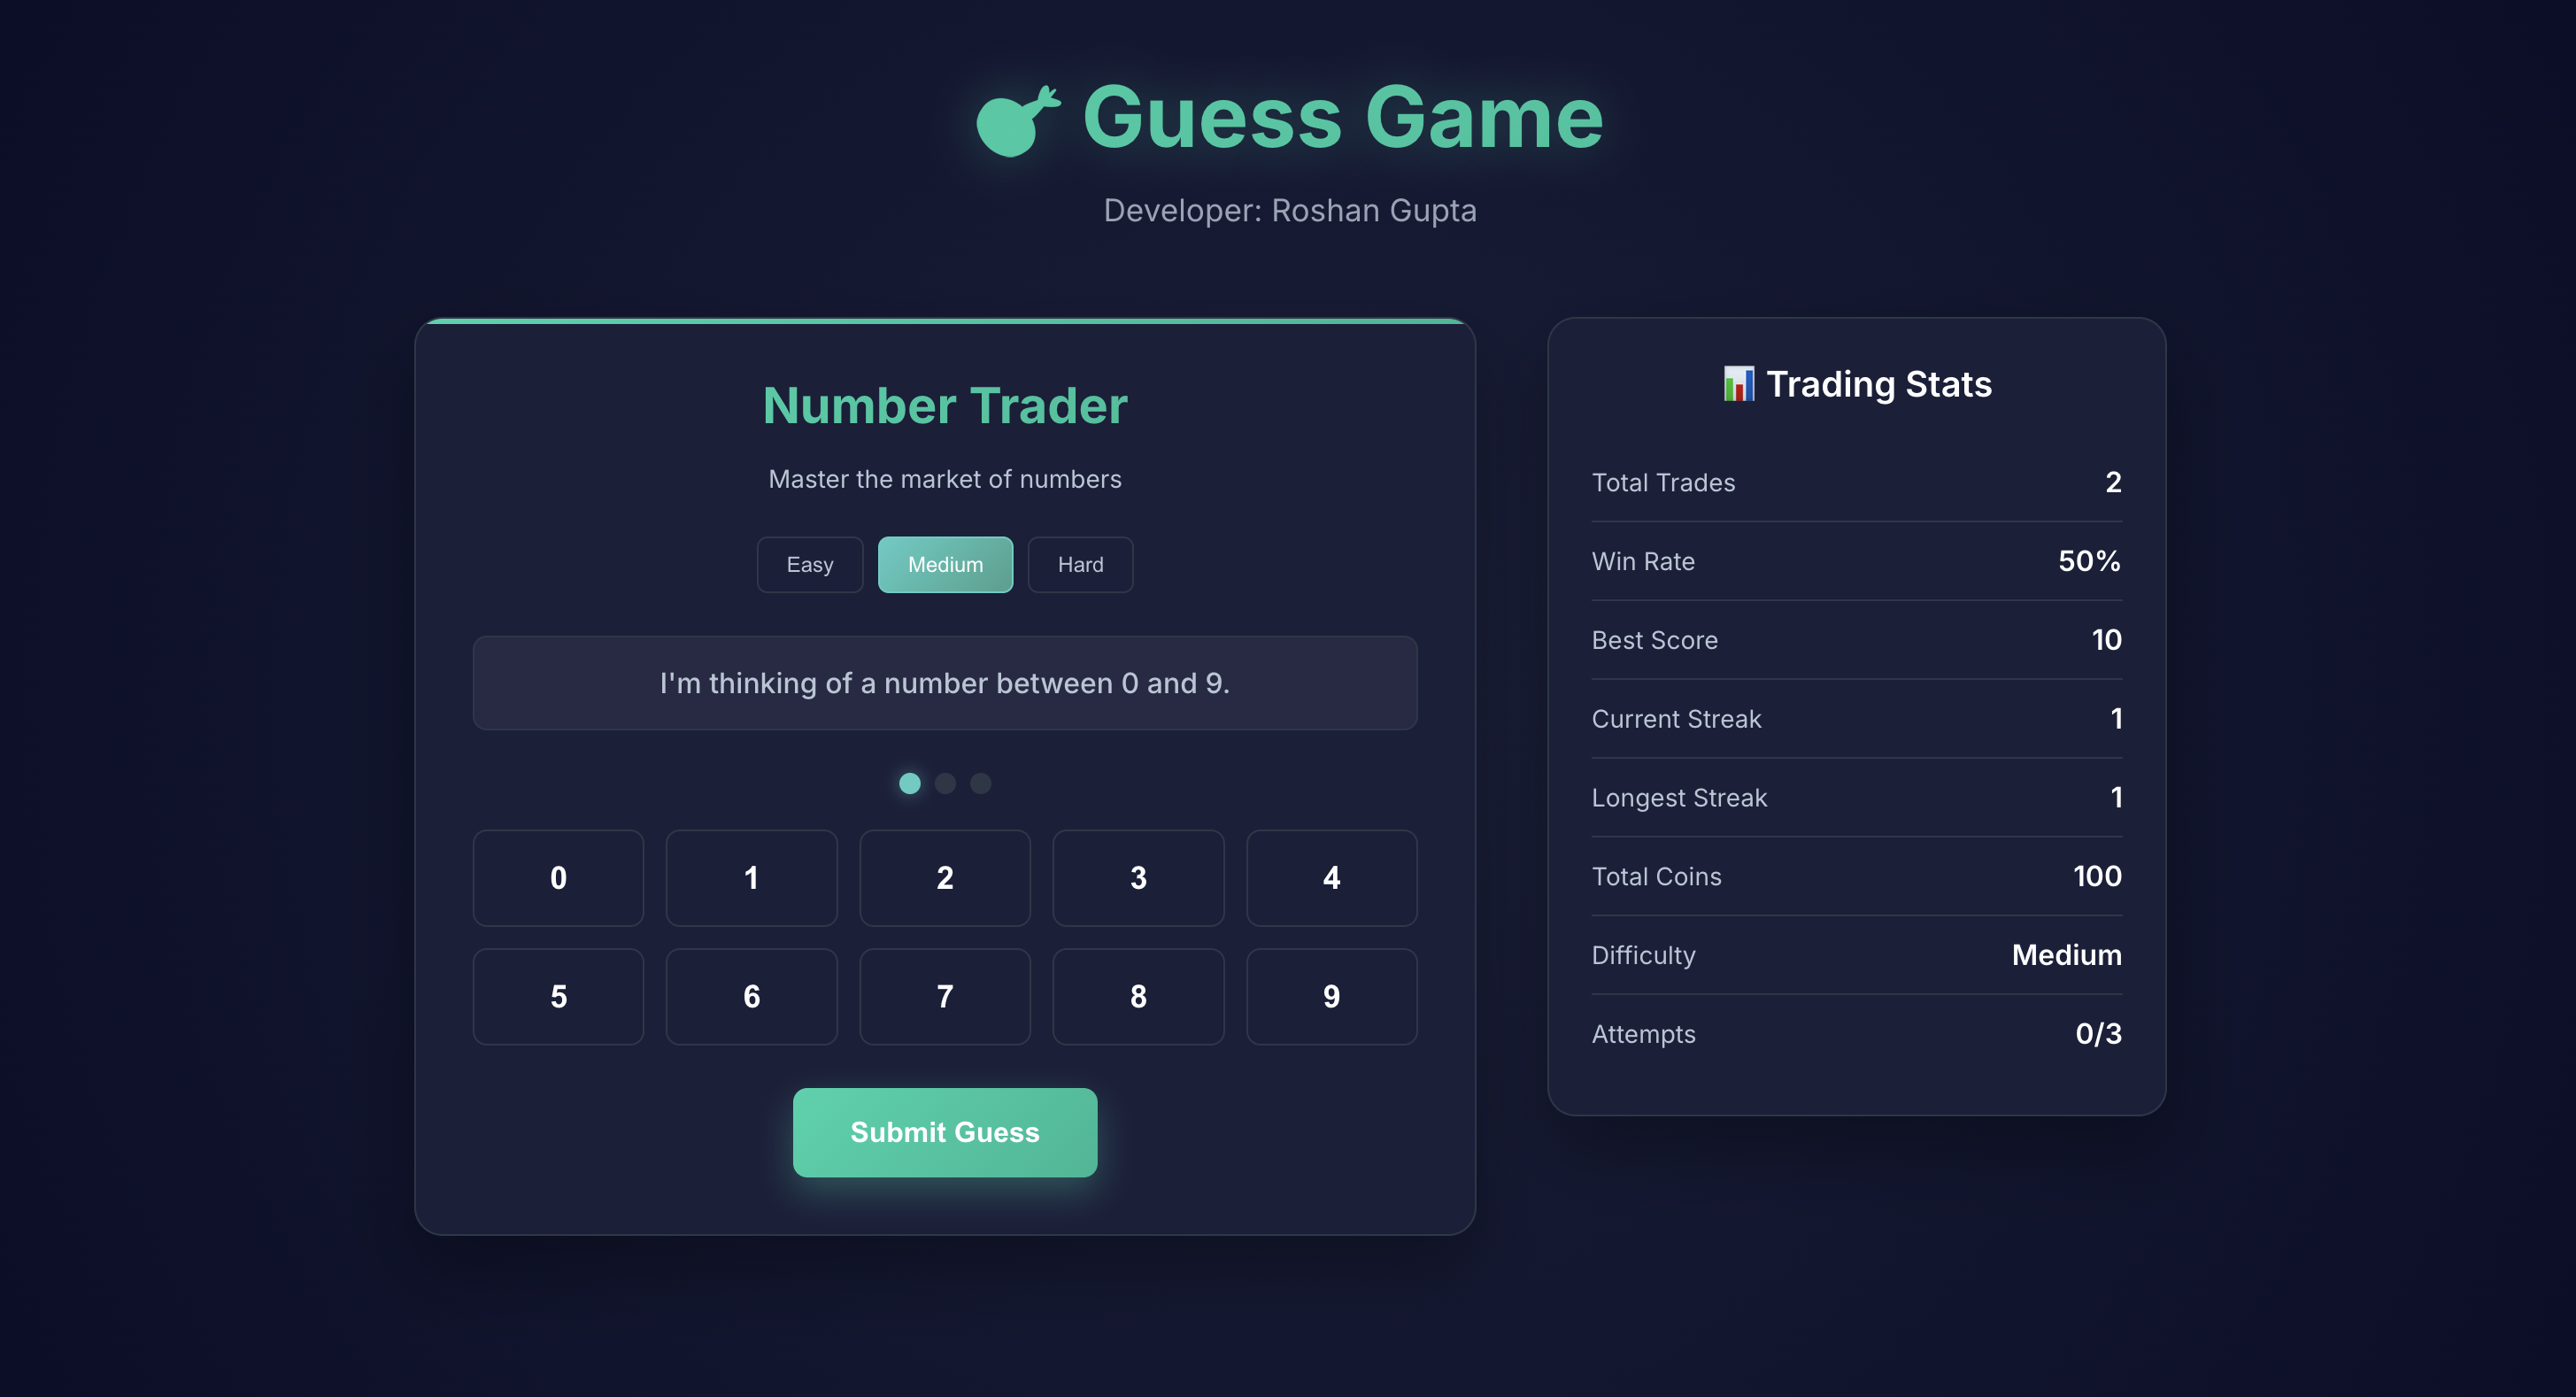 Guess Game
Developer: Roshan Gupta
Number Trader
Master the market of numbers
Easy Medium Hard
I'm thinking of a number between 0 and 9.
0 1 2 3 4
5 6 7 8 9
Submit Guess
Trading Stats
Total Trades 2
Win Rate 50%
Best Score 10
Current Streak 1
Longest Streak 1
Total Coins 100
Difficulty Medium
Attempts 0/3